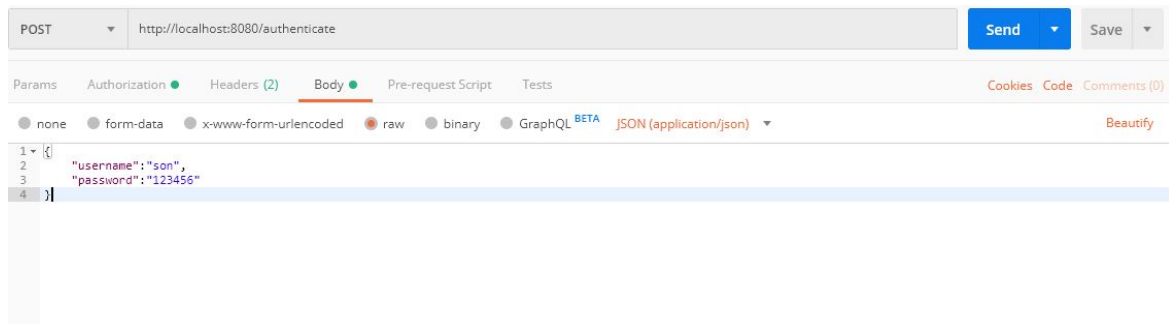 POST http://localhost:8080/authenticate Send Save
Params Authorization Headers (2) Body Pre-request Script Tests Cookies Code Comments (0)
none form-data x-www-form-urlencoded raw binary GraphQL BETA JSON (application/json) Beautify
1 {
2 "username":"son",
3 "password":"123456"
4 }